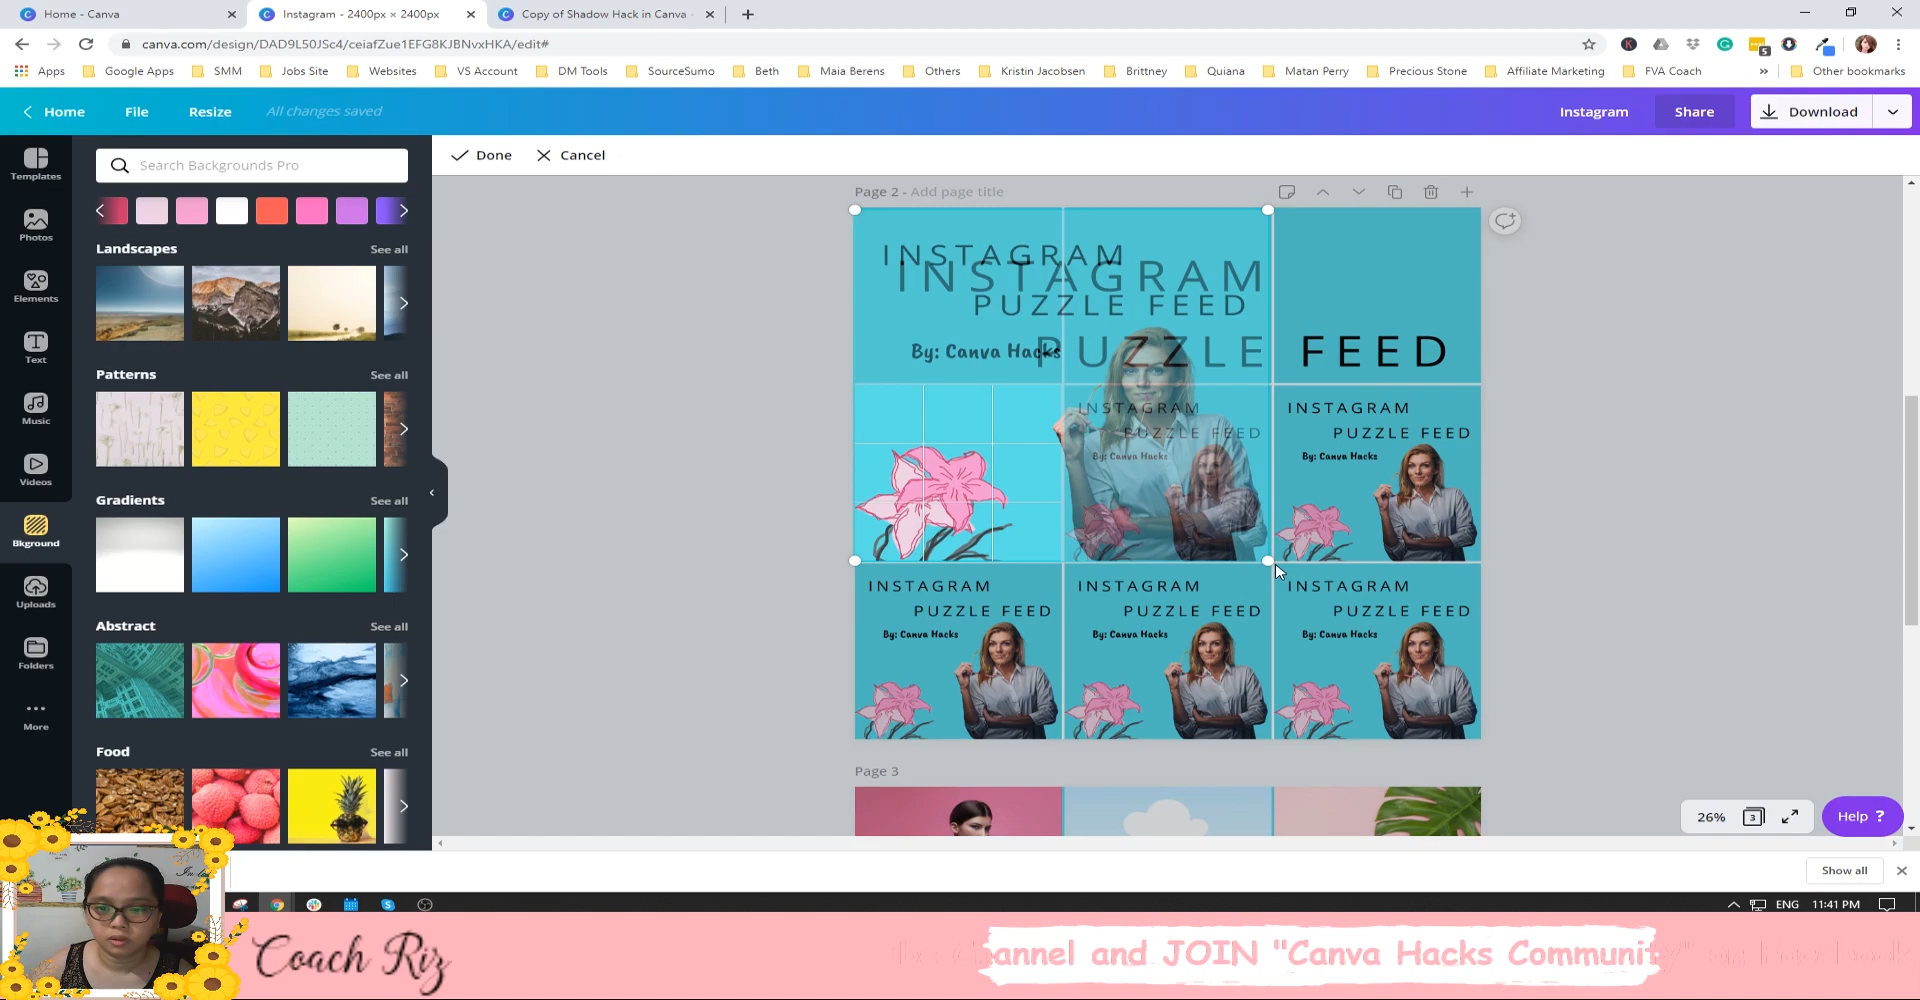 Home - Canva
Instagram - 2400px × 2400px
Copy of Shadow Hack in Canva -
canva.com/design/DAD9L50JSc4/ceiafZue1EFG8KJBNvxHKA/edit#
Apps
Google Apps
SMM
Jobs Site
Websites
VS Account
DM Tools
SourceSumo
Beth
Maia Berens
Others
Kristin Jacobsen
Brittney
Quiana
Matan Perry
Precious Stone
Affiliate Marketing
FVA Coach
Other bookmarks
Home
File
Resize
All changes saved
Instagram
Share
Download
Done
Cancel
Templates
Photos
Elements
Text
Music
Videos
Bkground
Uploads
Folders
More
Search Backgrounds Pro
Landscapes
See all
Patterns
See all
Gradients
See all
Abstract
See all
Food
See all
Page 2 - Add page title
INSTAGRAM
INSTAGRAM
PUZZLE FEED
PUZZLE FEED
By: Canva Hacks
INSTAGRAM
PUZZLE FEED
By: Canva Hacks
INSTAGRAM
PUZZLE FEED
By: Canva Hacks
INSTAGRAM
PUZZLE FEED
By: Canva Hacks
INSTAGRAM
PUZZLE FEED
By: Canva Hacks
INSTAGRAM
PUZZLE FEED
By: Canva Hacks
Page 3
26%
3
Help ?
Show all
ENG
11:41 PM
Coach Riz
Channel and JOIN "Canva Hacks Community"